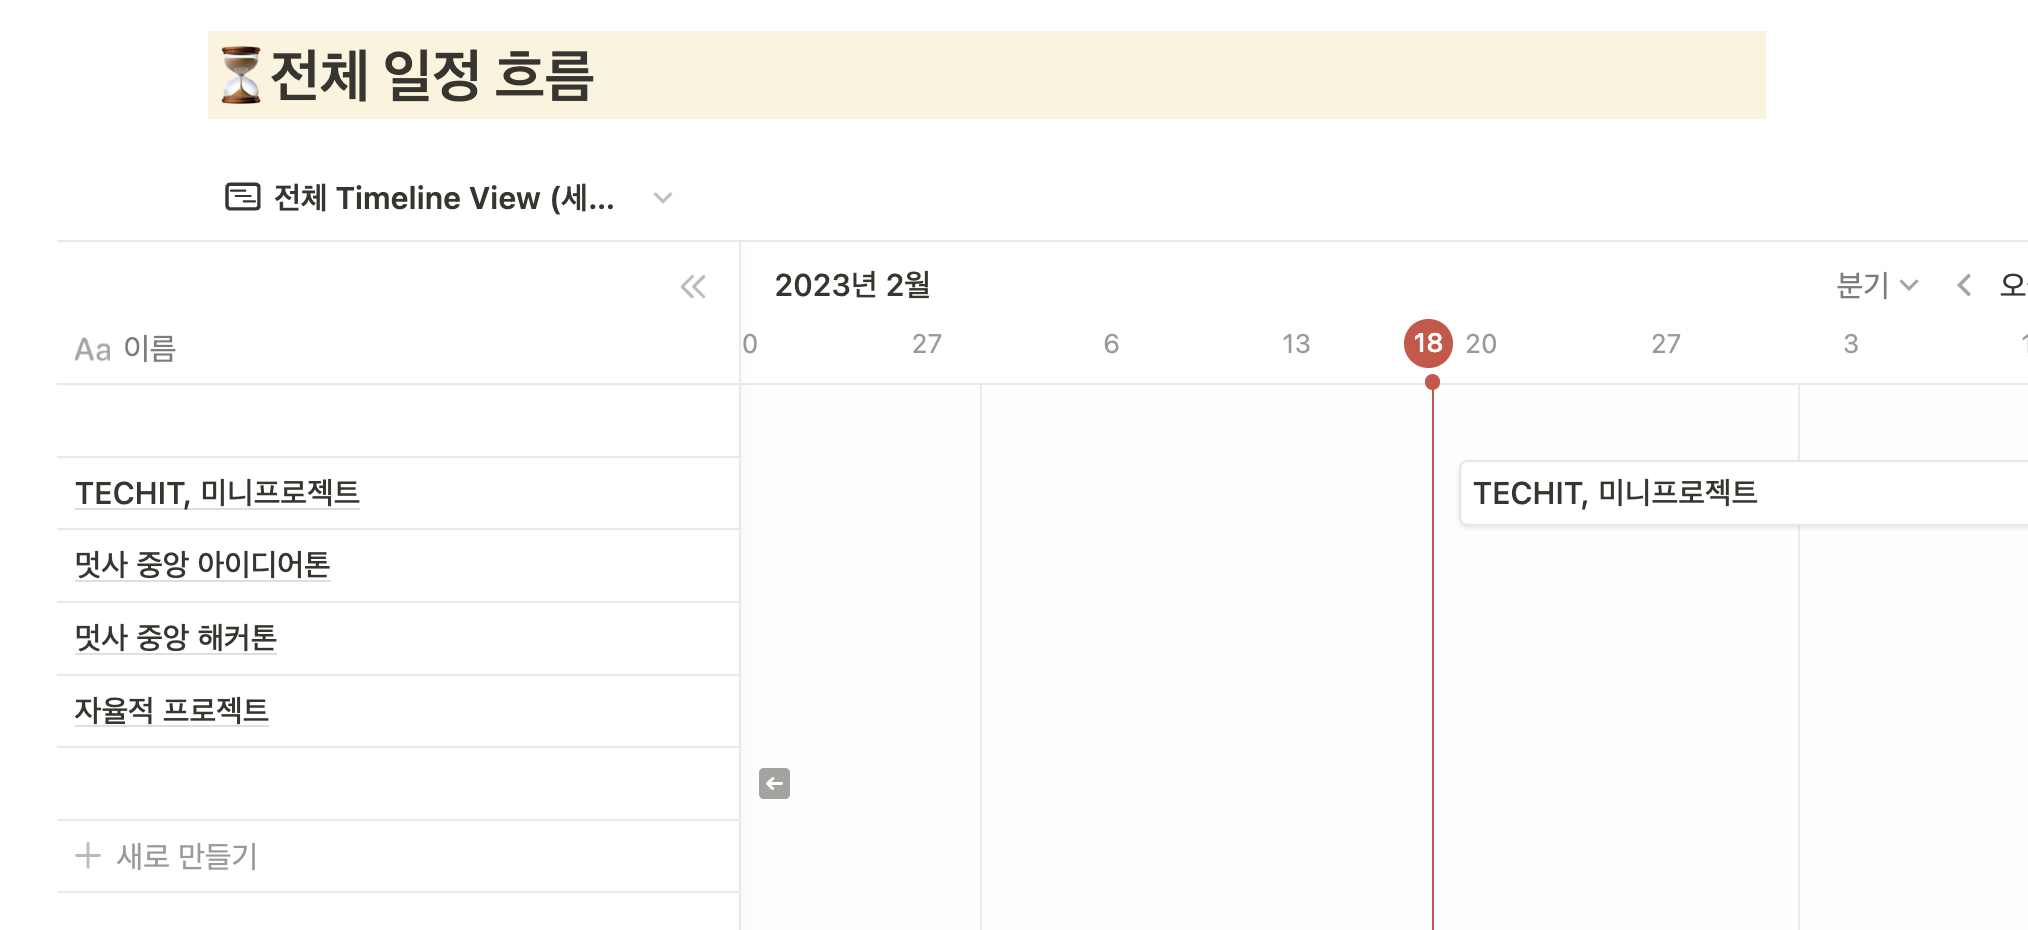 ⏳전체 일정 흐름
전체 Timeline View (세...
2023년 2월
분기
Aa 이름
0 27 6 13 18 20 27 3
TECHIT, 미니프로젝트
TECHIT, 미니프로젝트
멋사 중앙 아이디어톤
멋사 중앙 해커톤
자율적 프로젝트
+ 새로 만들기